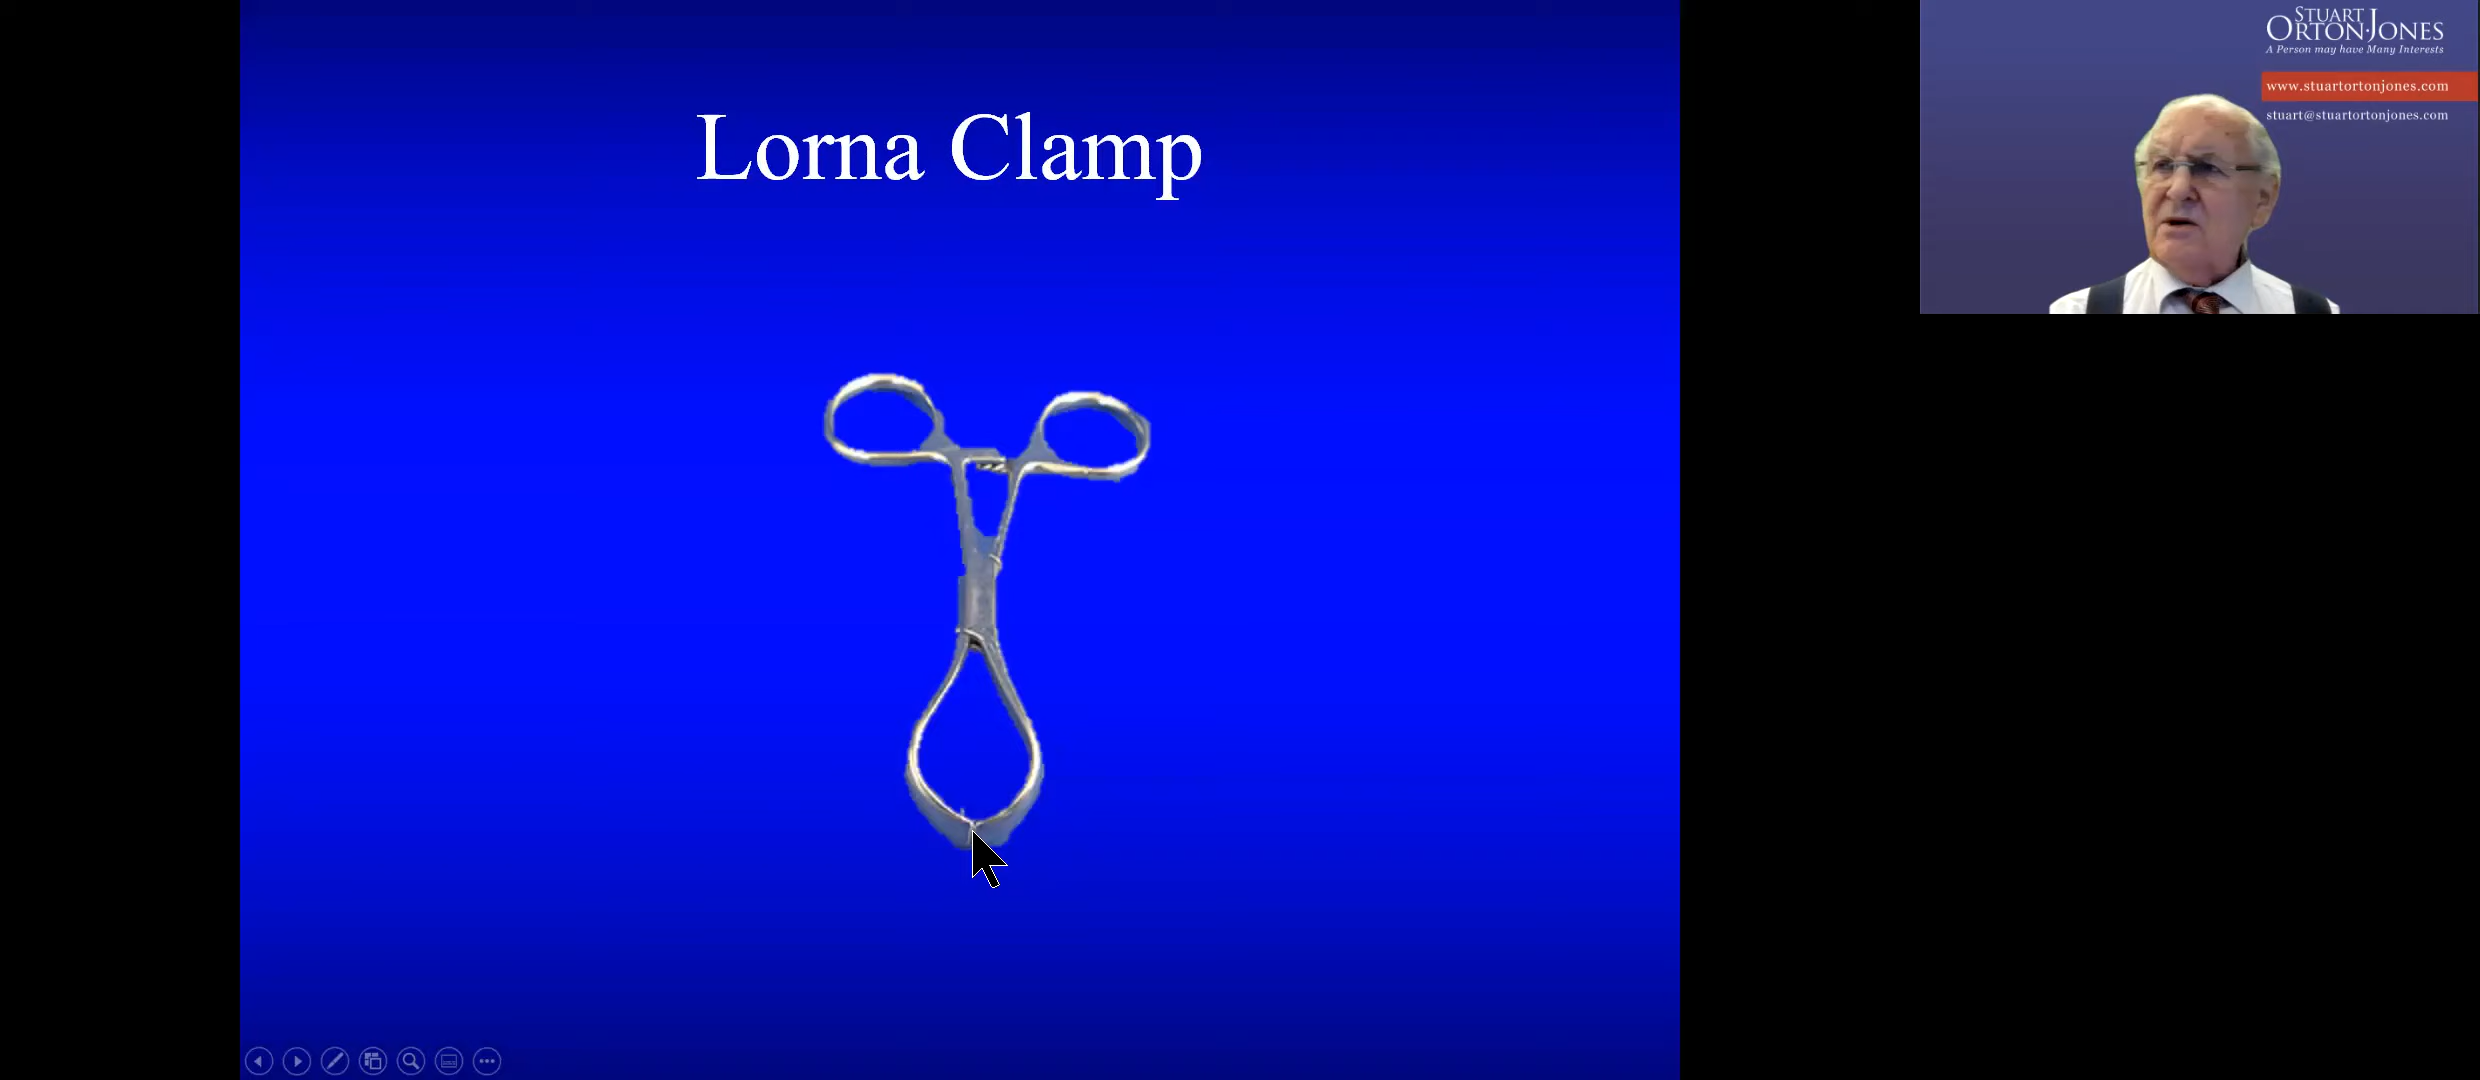 Lorna Clamp
STUART
ORTON-JONES
A Person may have Many Interests
www.stuartortonjones.com
stuart@stuartortonjones.com